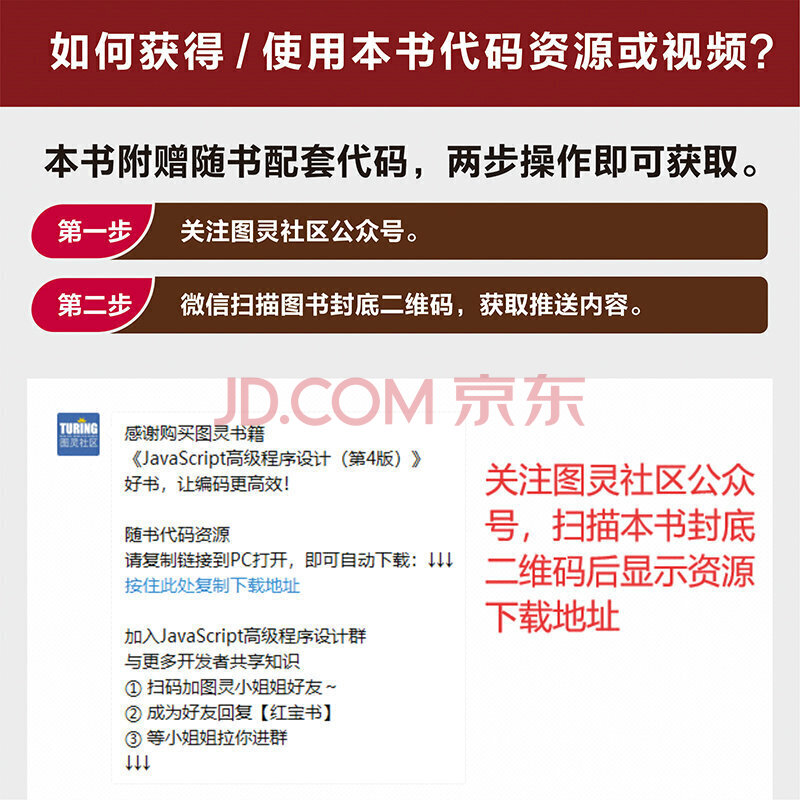 如何获得/使用本书代码资源或视频?
本书附赠随书配套代码，两步操作即可获取。
第一步 关注图灵社区公众号。
第二步 微信扫描图书封底二维码，获取推送内容。
JD.COM 京东
TURING
图灵社区
感谢购买图灵书籍
《JavaScript高级程序设计（第4版）》
好书，让编码更高效！
随书代码资源
请复制链接到PC打开，即可自动下载：↓↓↓
按住此处复制下载地址
加入JavaScript高级程序设计群
与更多开发者共享知识
① 扫码加图灵小姐姐好友～
② 成为好友回复【红宝书】
③ 等小姐姐拉你进群
↓↓↓
关注图灵社区公众
号，扫描本书封底
二维码后显示资源
下载地址